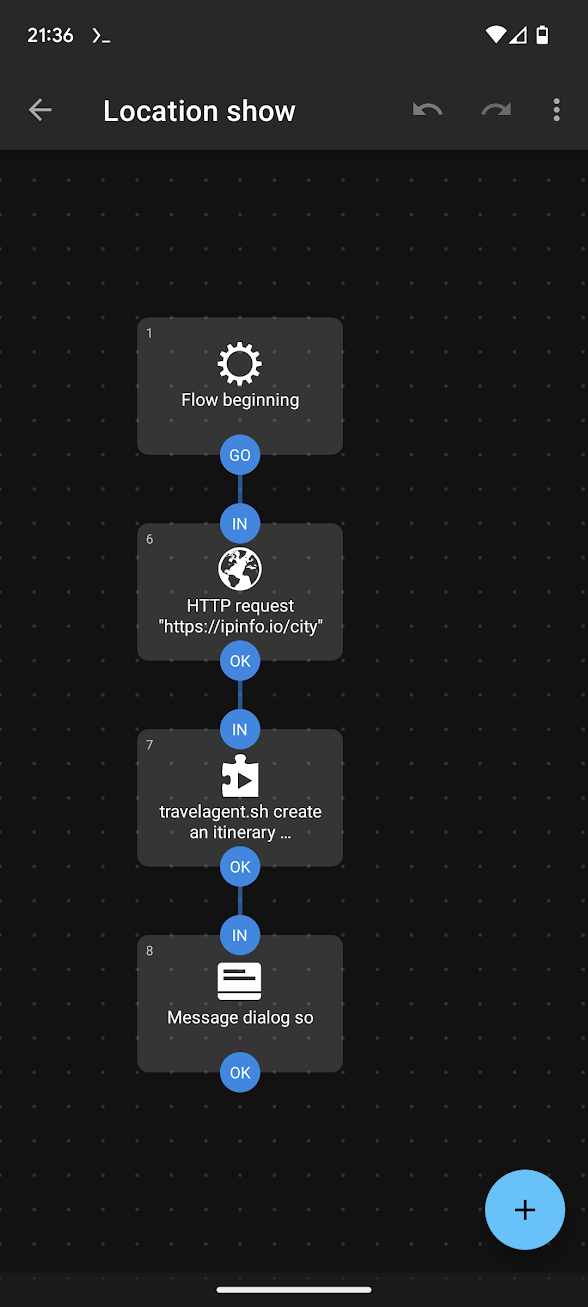 21:36
Location show
1
Flow beginning
GO
IN
6
HTTP request
"https://ipinfo.io/city"
OK
IN
7
travelagent.sh create
an itinerary ...
OK
IN
8
Message dialog so
OK